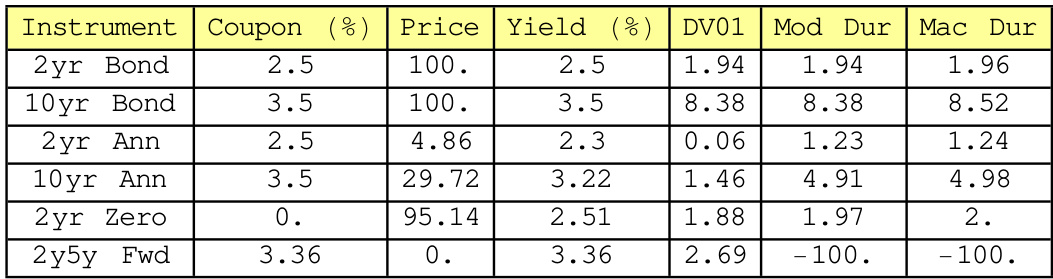 Instrument Coupon (%) Price Yield (%) DV01 Mod Dur Mac Dur
2yr Bond 2.5 100. 2.5 1.94 1.94 1.96
10yr Bond 3.5 100. 3.5 8.38 8.38 8.52
2yr Ann 2.5 4.86 2.3 0.06 1.23 1.24
10yr Ann 3.5 29.72 3.22 1.46 4.91 4.98
2yr Zero 0. 95.14 2.51 1.88 1.97 2.
2y5y Fwd 3.36 0. 3.36 2.69 -100. -100.